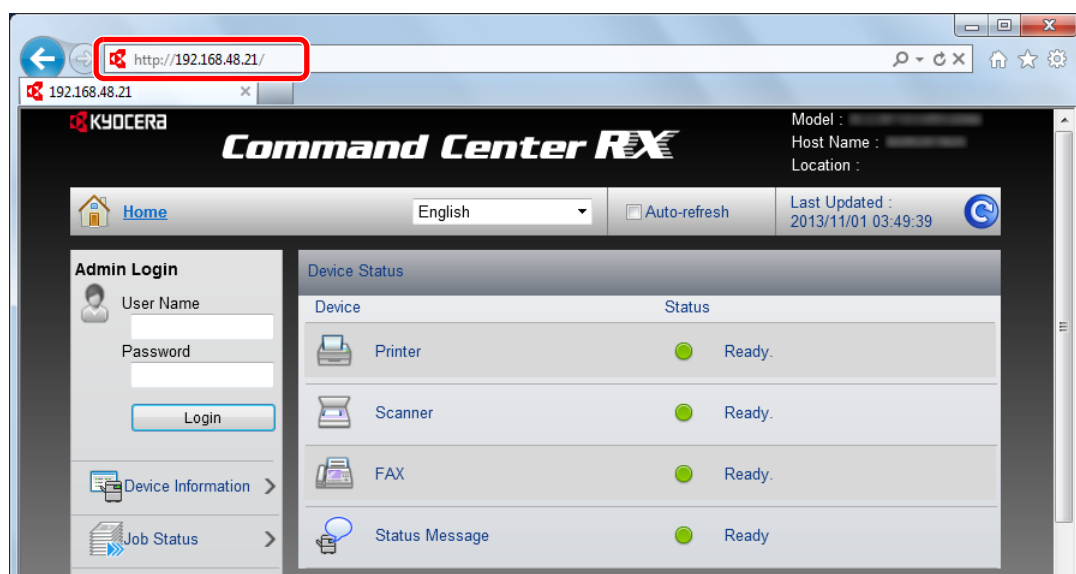 http://192.168.48.21/
192.168.48.21
KYOCERA
Command Center RX
Model :
Host Name :
Location :
Home
English
Auto-refresh
Last Updated :
2013/11/01 03:49:39
Admin Login
User Name
Password
Login
Device Information
Job Status
Device Status
Device Status
Printer Ready.
Scanner Ready.
FAX Ready.
Status Message Ready